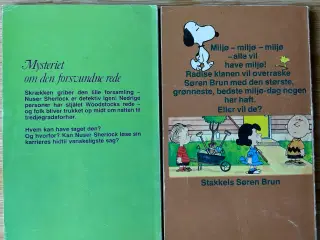 Mysteriet
om den forsvundne rede
Skrækken griber den lille forsamling –
Nuser Sherlock er detektiv igen! Nedrige
personer har stjålet Woodstocks rede –
og folk bliver trukket op midt om natten til
tredjegradsforhør.
Hvem kan have taget den?
Og hvorfor? Kan Nuser Sherlock løse sin
karrieres hidtil vanskeligste sag?
Miljø – miljø – miljø
– alle vil
have miljø!
Radise klanen vil overraske
Søren Brun med den største,
grønneste, bedste miljø-dag nogen
har haft.
Eller vil de?
Stakkels Søren Brun